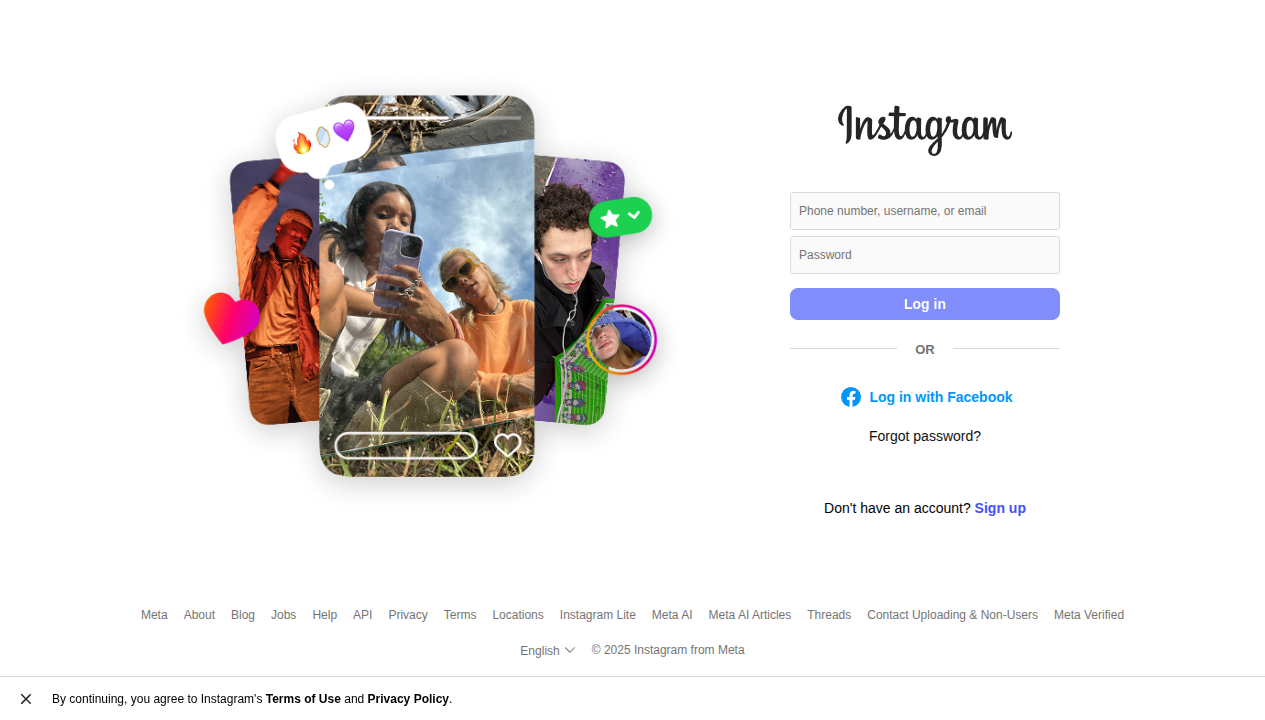 Instagram
Phone number, username, or email
Password
Log in
OR
Log in with Facebook
Forgot password?
Don't have an account? Sign up
Meta About Blog Jobs Help API Privacy Terms Locations Instagram Lite Meta AI Meta AI Articles Threads Contact Uploading & Non-Users Meta Verified
English © 2025 Instagram from Meta
By continuing, you agree to Instagram's Terms of Use and Privacy Policy.